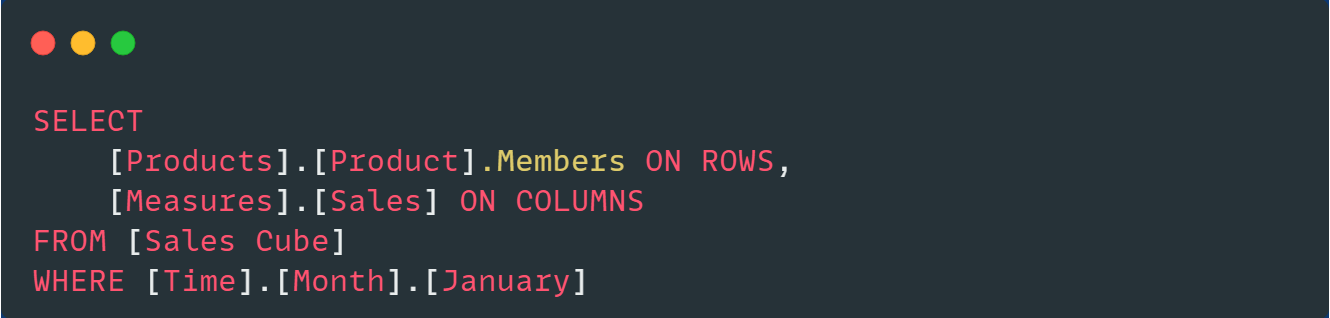 SELECT
    [Products].[Product].Members ON ROWS,
    [Measures].[Sales] ON COLUMNS
FROM [Sales Cube]
WHERE [Time].[Month].[January]